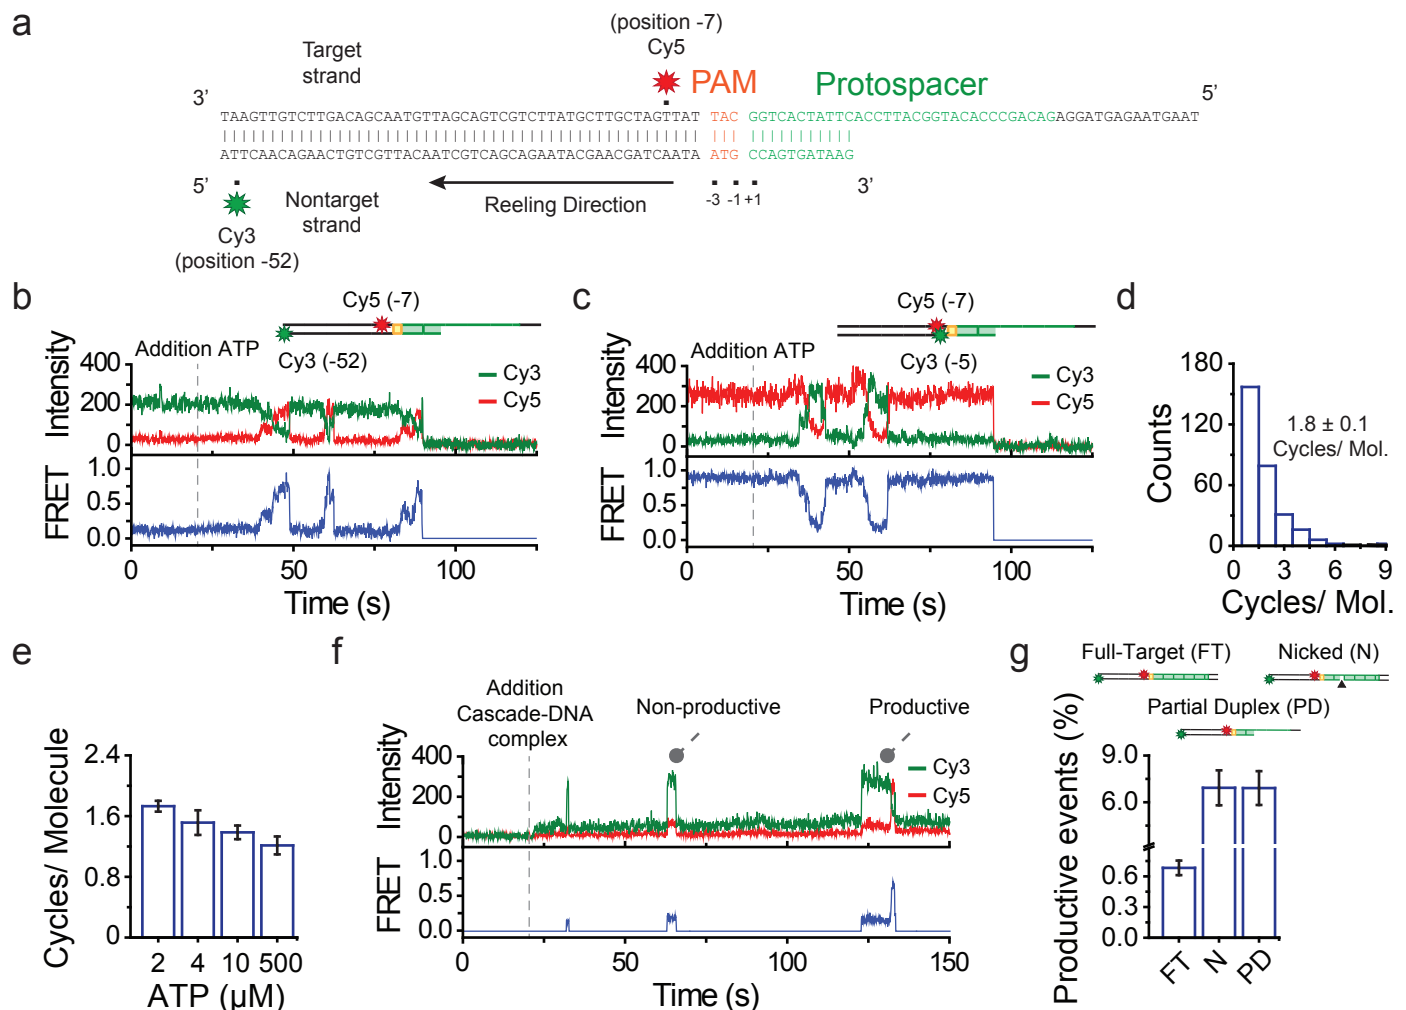 a
(position -7)
Cy5
Target
strand
PAM
Protospacer
3’
5’
TAAGTTGTCTTGACAGCAATGTTAGCAGTCGTCTTATGCTTGCTAGTTAT TAC GGTCACTATTCACCTTACGGTACACCCGACAGAGGATGAGAATGAAT
ATTCAACAGAACTGTCGTTACAATCGTCAGCAGAATACGAACGATCAATA ATG CCAGTGATAAG
5’
3’
-3 -1 +1
Nontarget
strand
Reeling Direction
Cy3
(position -52)
b
Cy5 (-7)
Addition ATP
Cy3 (-52)
Cy3
Cy5
Intensity
400
200
0
FRET
1.0
0.5
0.0
0 50 100
Time (s)
c
Cy5 (-7)
Addition ATP
Cy3 (-5)
Cy3
Cy5
Intensity
400
200
0
FRET
1.0
0.5
0.0
0 50 100
Time (s)
d
Counts
180
120
60
0
1.8 ± 0.1
Cycles/ Mol.
0 3 6 9
Cycles/ Mol.
e
Cycles/ Molecule
2.4
1.6
0.8
0
2 4 10 500
ATP (µM)
f
Addition
Cascade-DNA
complex
Non-productive
Productive
Cy3
Cy5
Intensity
400
200
0
FRET
1.0
0.5
0.0
0 50 100 150
Time (s)
g
Full-Target (FT)
Nicked (N)
Partial Duplex (PD)
Productive events (%)
9.0
6.0
0.6
0.0
FT N PD